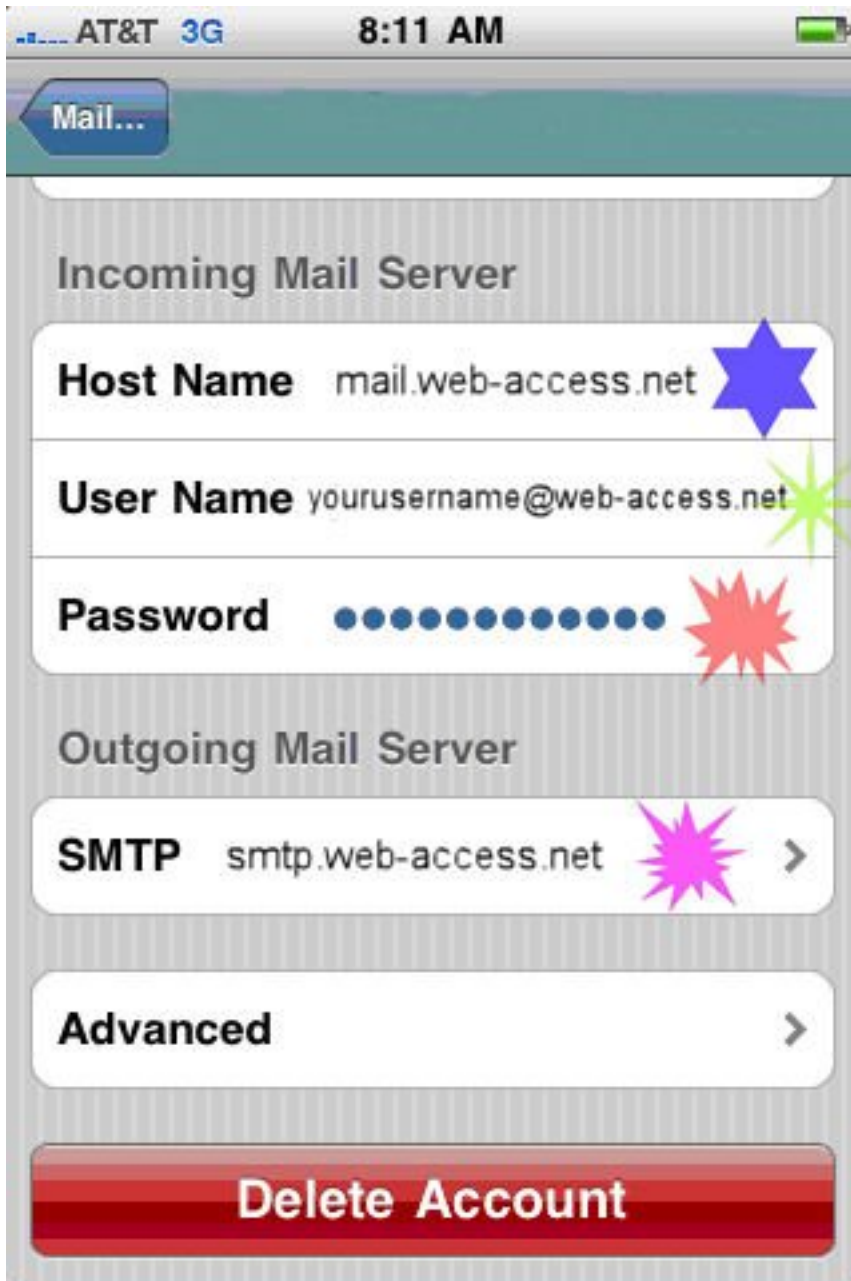 AT&T 3G 8:11 AM
Mail...
Incoming Mail Server
Host Name mail.web-access.net
User Name yourusername@web-access.net
Password ●●●●●●●●●●●●
Outgoing Mail Server
SMTP smtp.web-access.net
Advanced
Delete Account